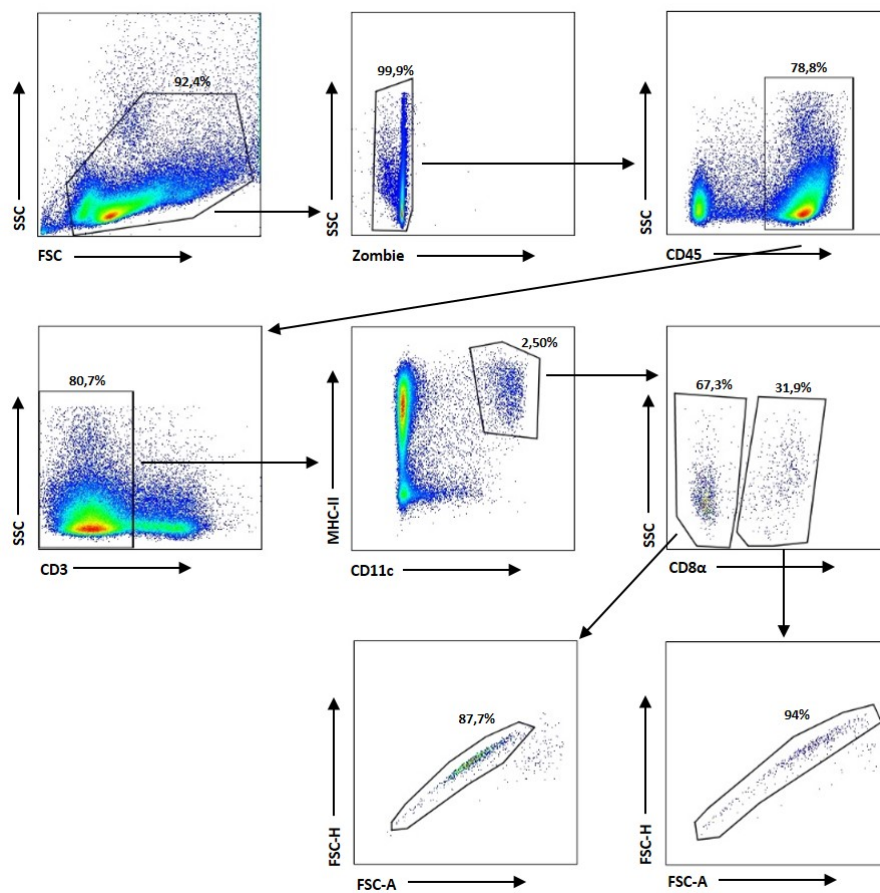 92,4%
SSC
FSC
99,9%
SSC
Zombie
78,8%
SSC
CD45
80,7%
SSC
CD3
2,50%
MHC-II
CD11c
67,3%
31,9%
SSC
CD8α
87,7%
FSC-H
FSC-A
94%
FSC-H
FSC-A